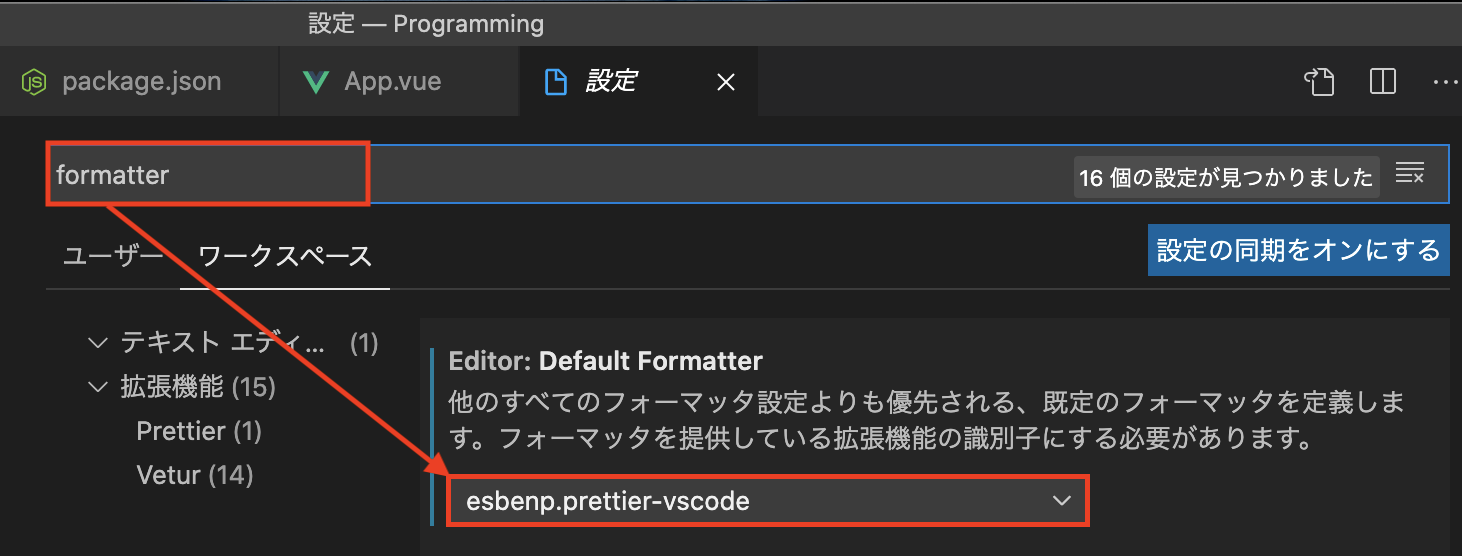 設定 — Programming
package.json
App.vue
設定
formatter
16 個の設定が見つかりました
ユーザー
ワークスペース
設定の同期をオンにする
テキスト エディ... (1)
拡張機能 (15)
Prettier (1)
Vetur (14)
Editor: Default Formatter
他のすべてのフォーマッタ設定よりも優先される、既定のフォーマッタを定義しま
す。フォーマッタを提供している拡張機能の識別子にする必要があります。
esbenp.prettier-vscode